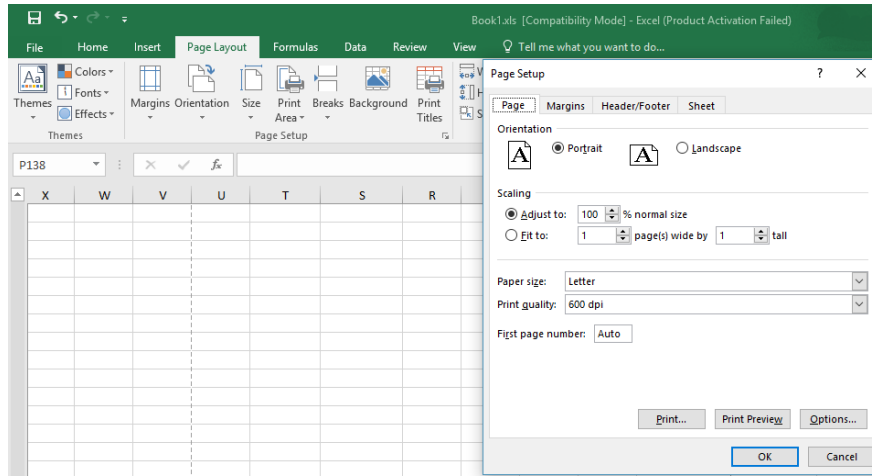 Book1.xls [Compatibility Mode] - Excel (Product Activation Failed)
File Home Insert Page Layout Formulas Data Review View Tell me what you want to do...
Aa
Themes
Colors
Fonts
Effects
Themes
Margins Orientation Size Print Area Breaks Background Print Titles
Page Setup
P138 fx
X W V U T S R
Page Setup ? X
Page Margins Header/Footer Sheet
Orientation
A Portrait A Landscape
Scaling
Adjust to: 100 % normal size
Fit to: 1 page(s) wide by 1 tall
Paper size: Letter
Print quality: 600 dpi
First page number: Auto
Print... Print Preview Options...
OK Cancel